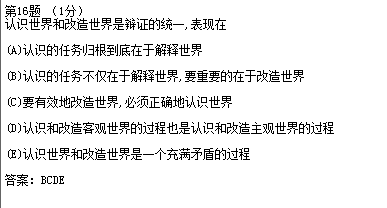 第16题 （1分）
认识世界和改造世界是辩证的统一,表现在
(A)认识的任务归根到底在于解释世界
(B)认识的任务不仅在于解释世界,要重要的在于改造世界
(C)要有效地改造世界,必须正确地认识世界
(D)认识和改造客观世界的过程也是认识和改造主观世界的过程
(E)认识世界和改造世界是一个充满矛盾的过程
答案：BCDE